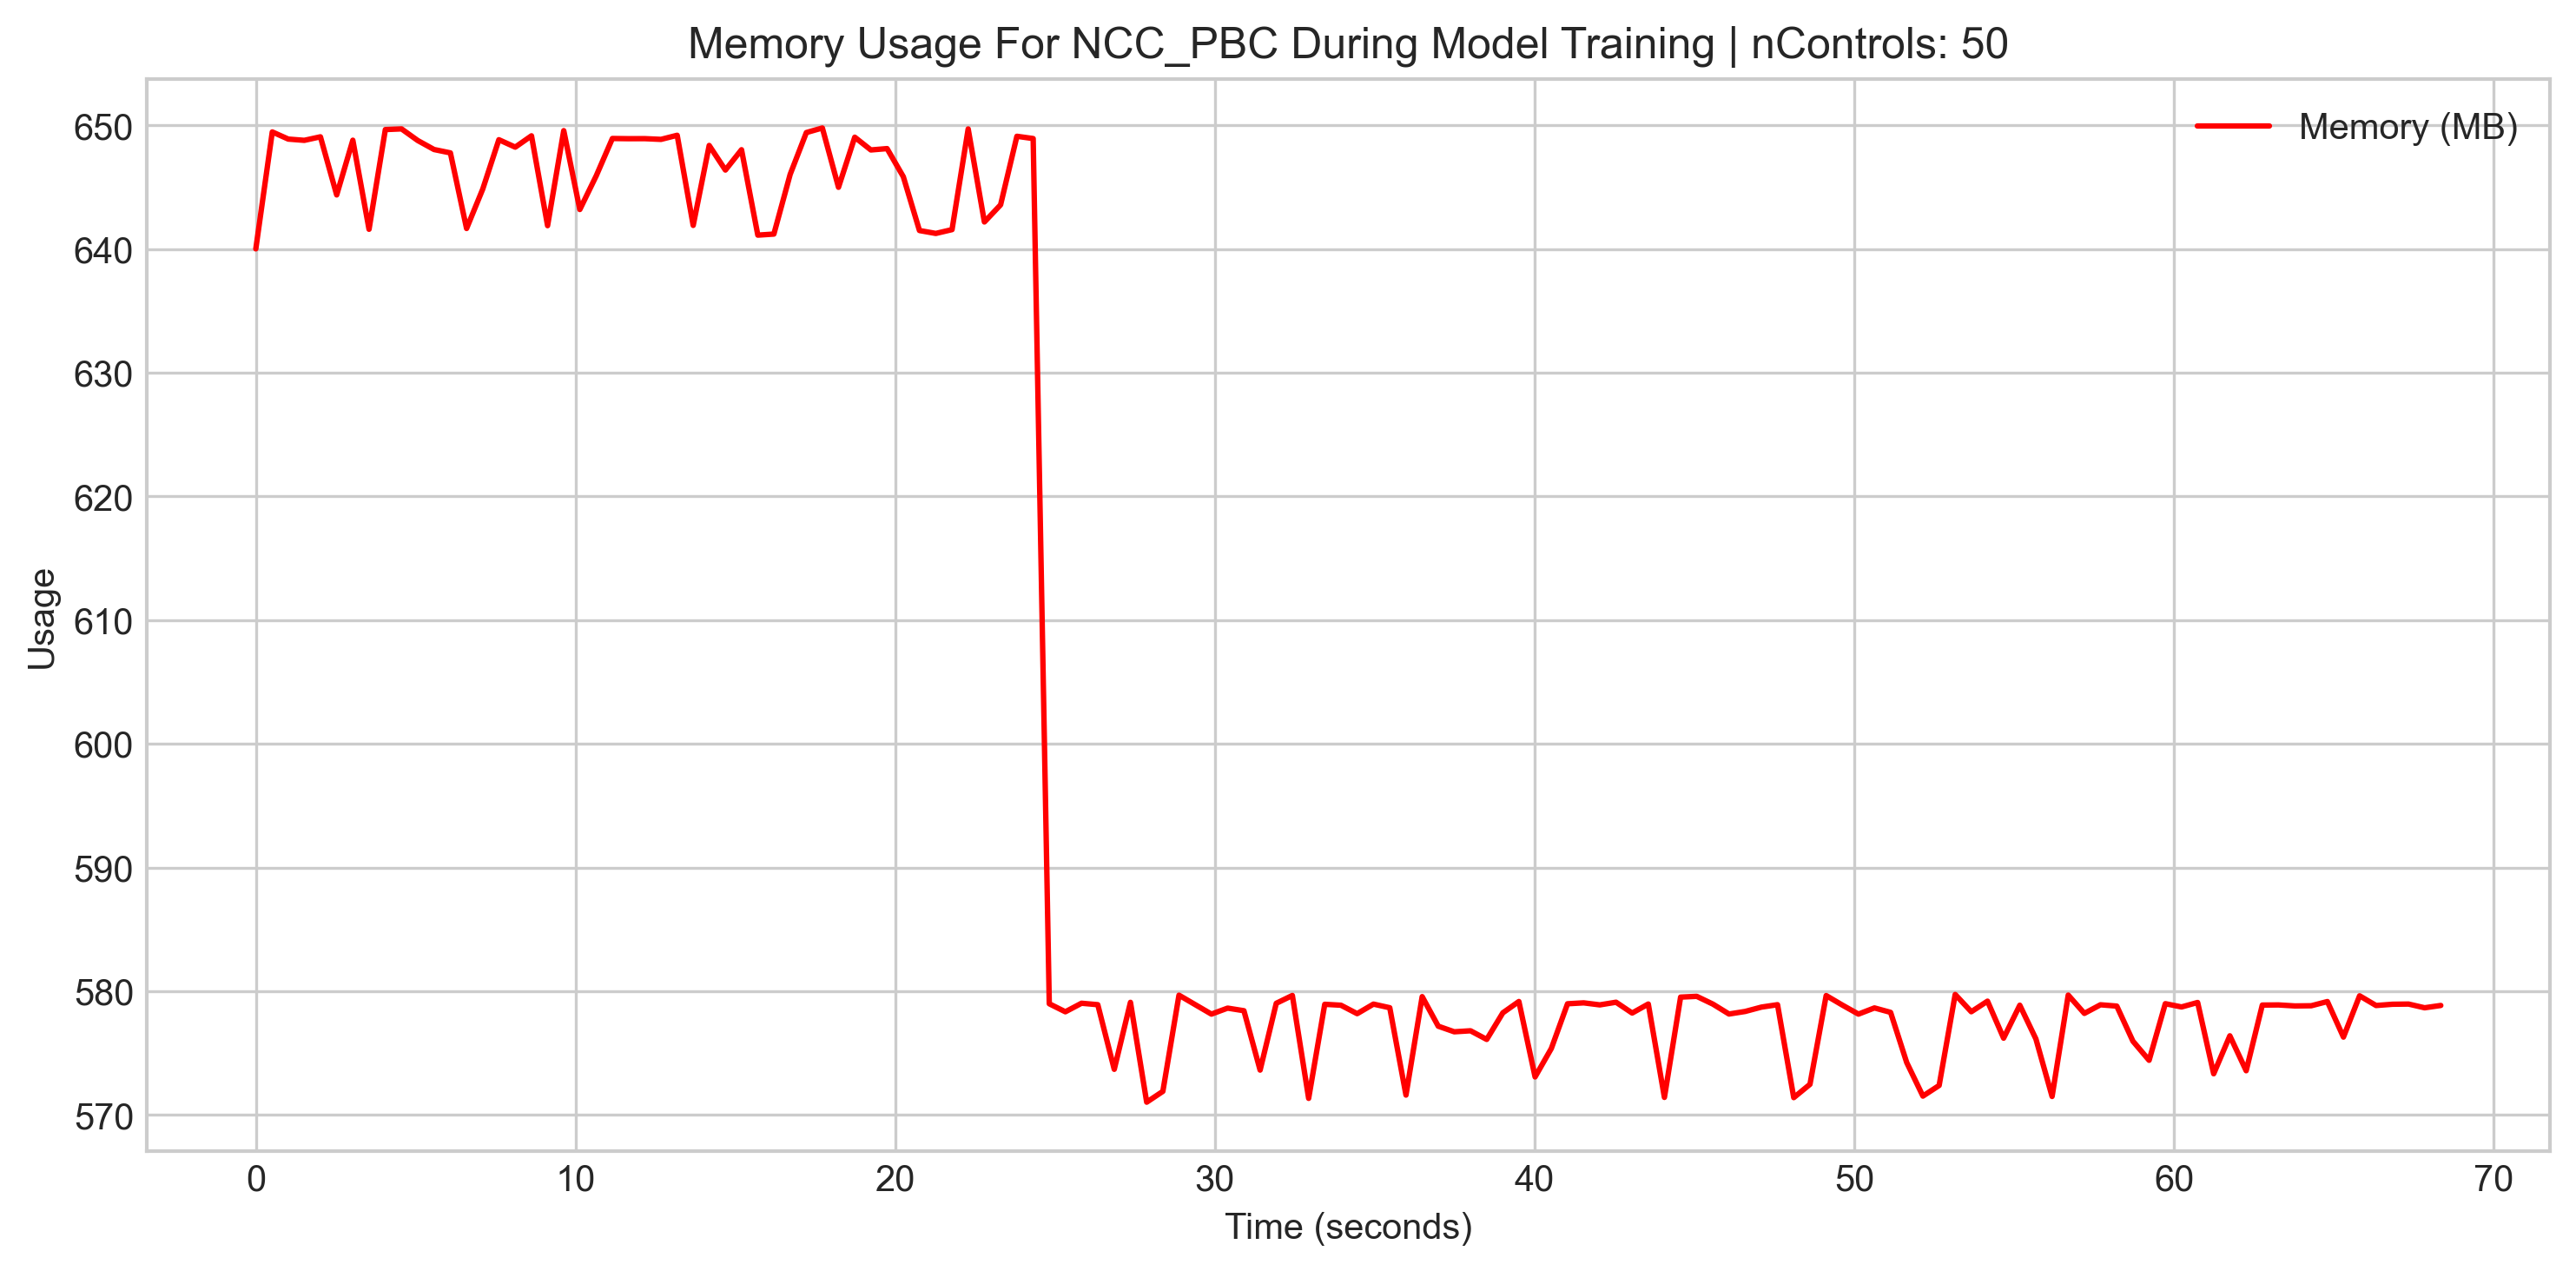 Memory Usage For NCC_PBC During Model Training | nControls: 50
Memory (MB)
650
640
630
620
610
600
590
580
570
Usage
0 10 20 30 40 50 60 70
Time (seconds)